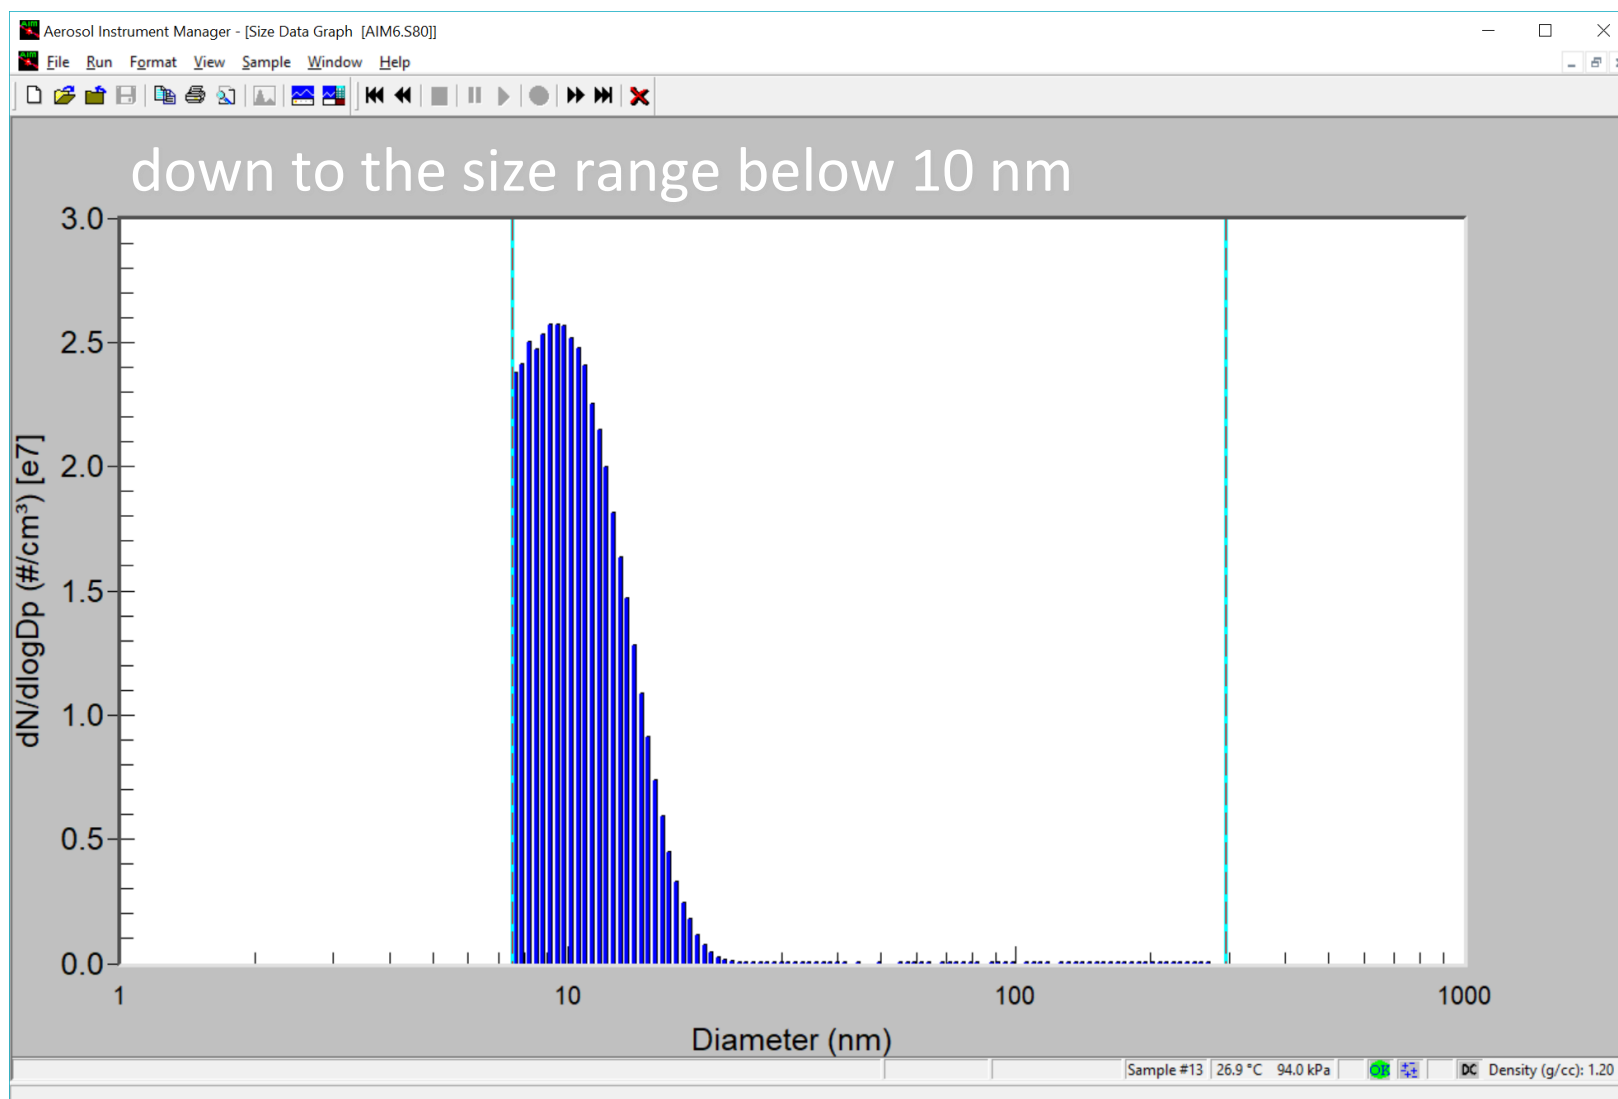 Aerosol Instrument Manager - [Size Data Graph [AIM6.S80]]
File Run Format View Sample Window Help
down to the size range below 10 nm
3.0
2.5
2.0
1.5
1.0
0.5
0.0
dN/dlogDp (#/cm³) [e7]
1 10 100 1000
Diameter (nm)
Sample #13 26.9 °C 94.0 kPa OK DC Density (g/cc): 1.20